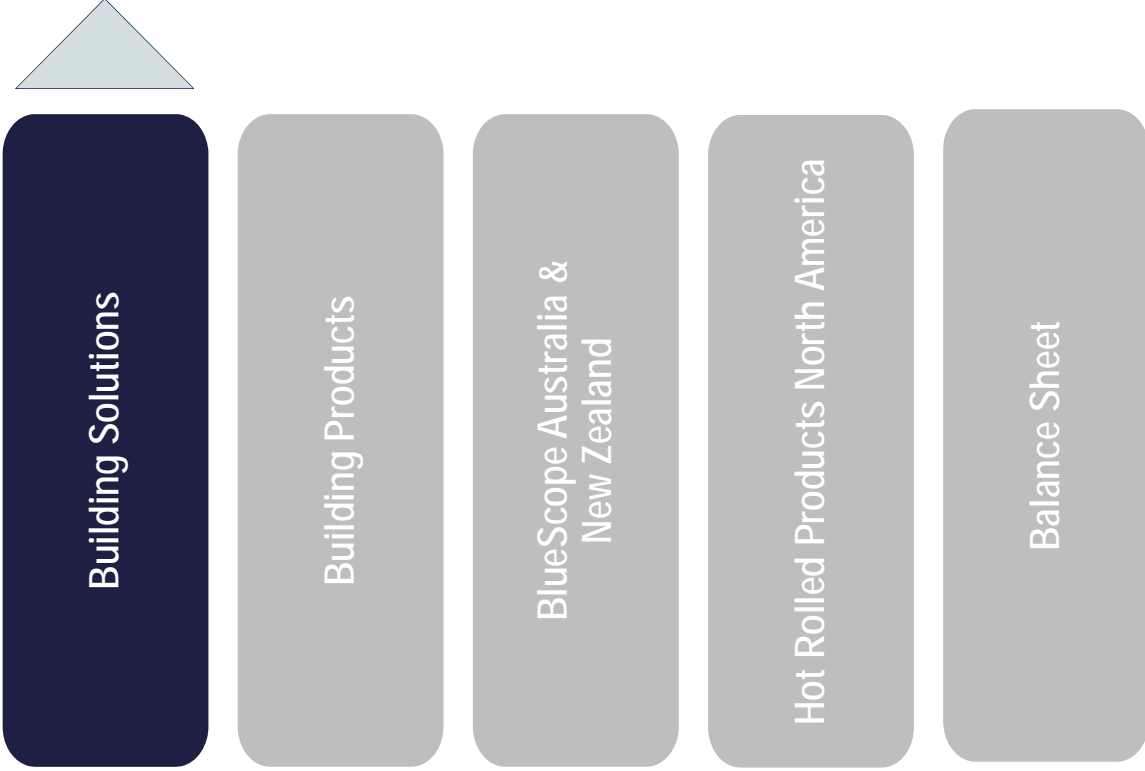 Building Solutions
Building Products
BlueScope Australia &
New Zealand
Hot Rolled Products North America
Balance Sheet